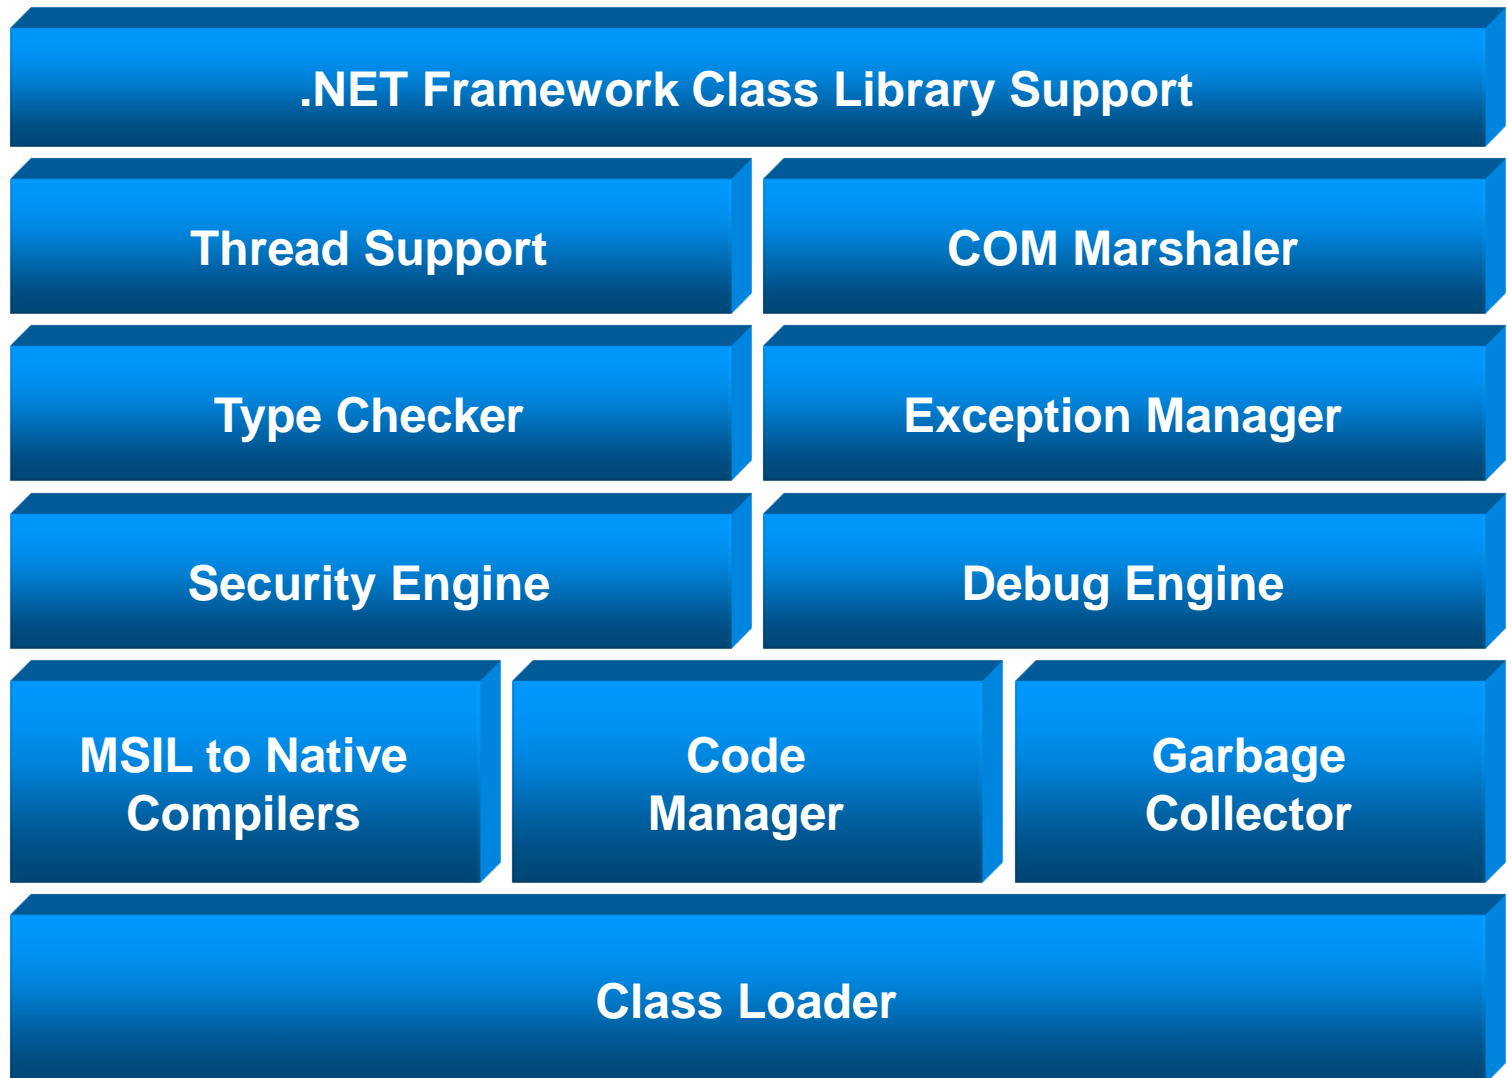 .NET Framework Class Library Support
Thread Support
COM Marshaler
Type Checker
Exception Manager
Security Engine
Debug Engine
MSIL to Native
Compilers
Code
Manager
Garbage
Collector
Class Loader